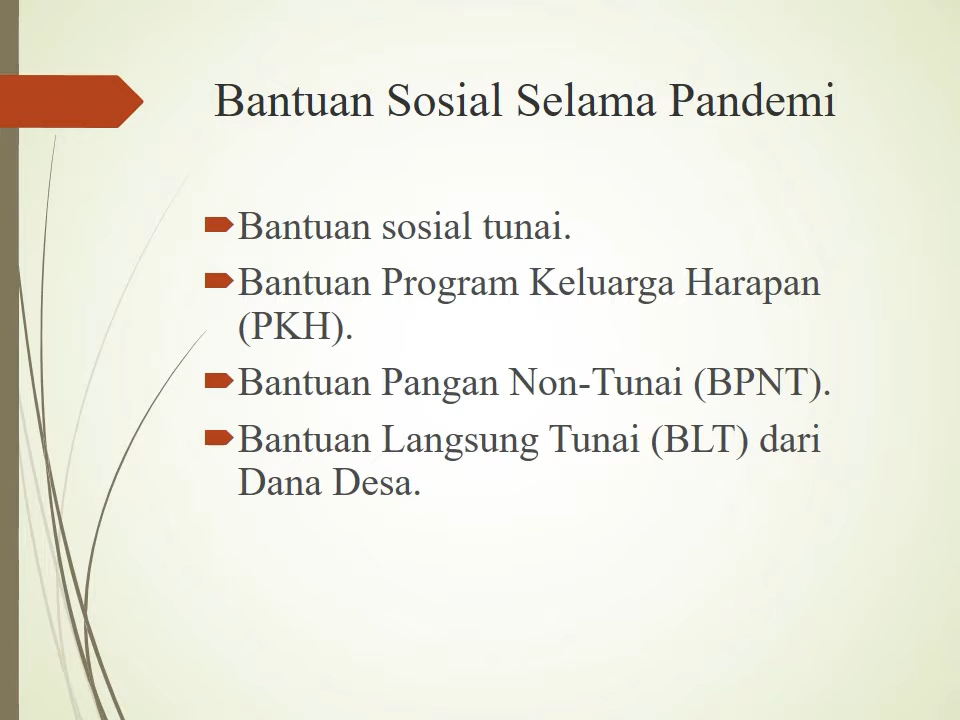 Bantuan Sosial Selama Pandemi
Bantuan sosial tunai.
Bantuan Program Keluarga Harapan
(PKH).
Bantuan Pangan Non-Tunai (BPNT).
Bantuan Langsung Tunai (BLT) dari
Dana Desa.